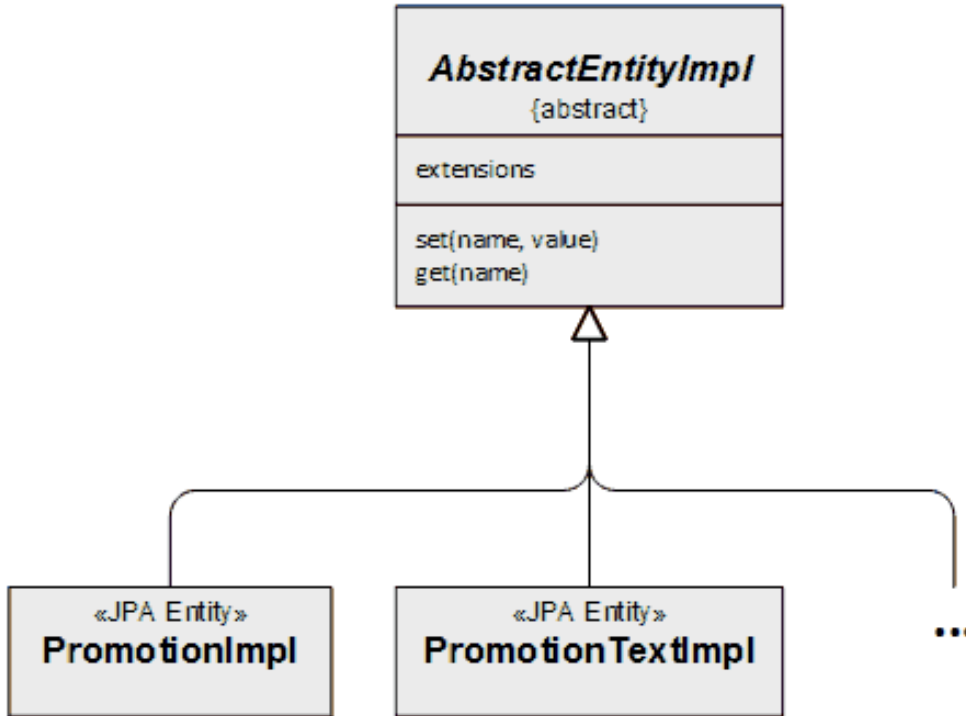 AbstractEntityImpl
{abstract}
extensions
set(name, value)
get(name)
«JPA Entity»
PromotionImpl
«JPA Entity»
PromotionTextImpl
...